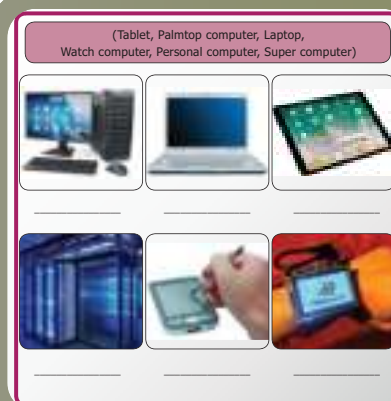 (Tablet, Palmtop computer, Laptop,
Watch computer, Personal computer, Super computer)